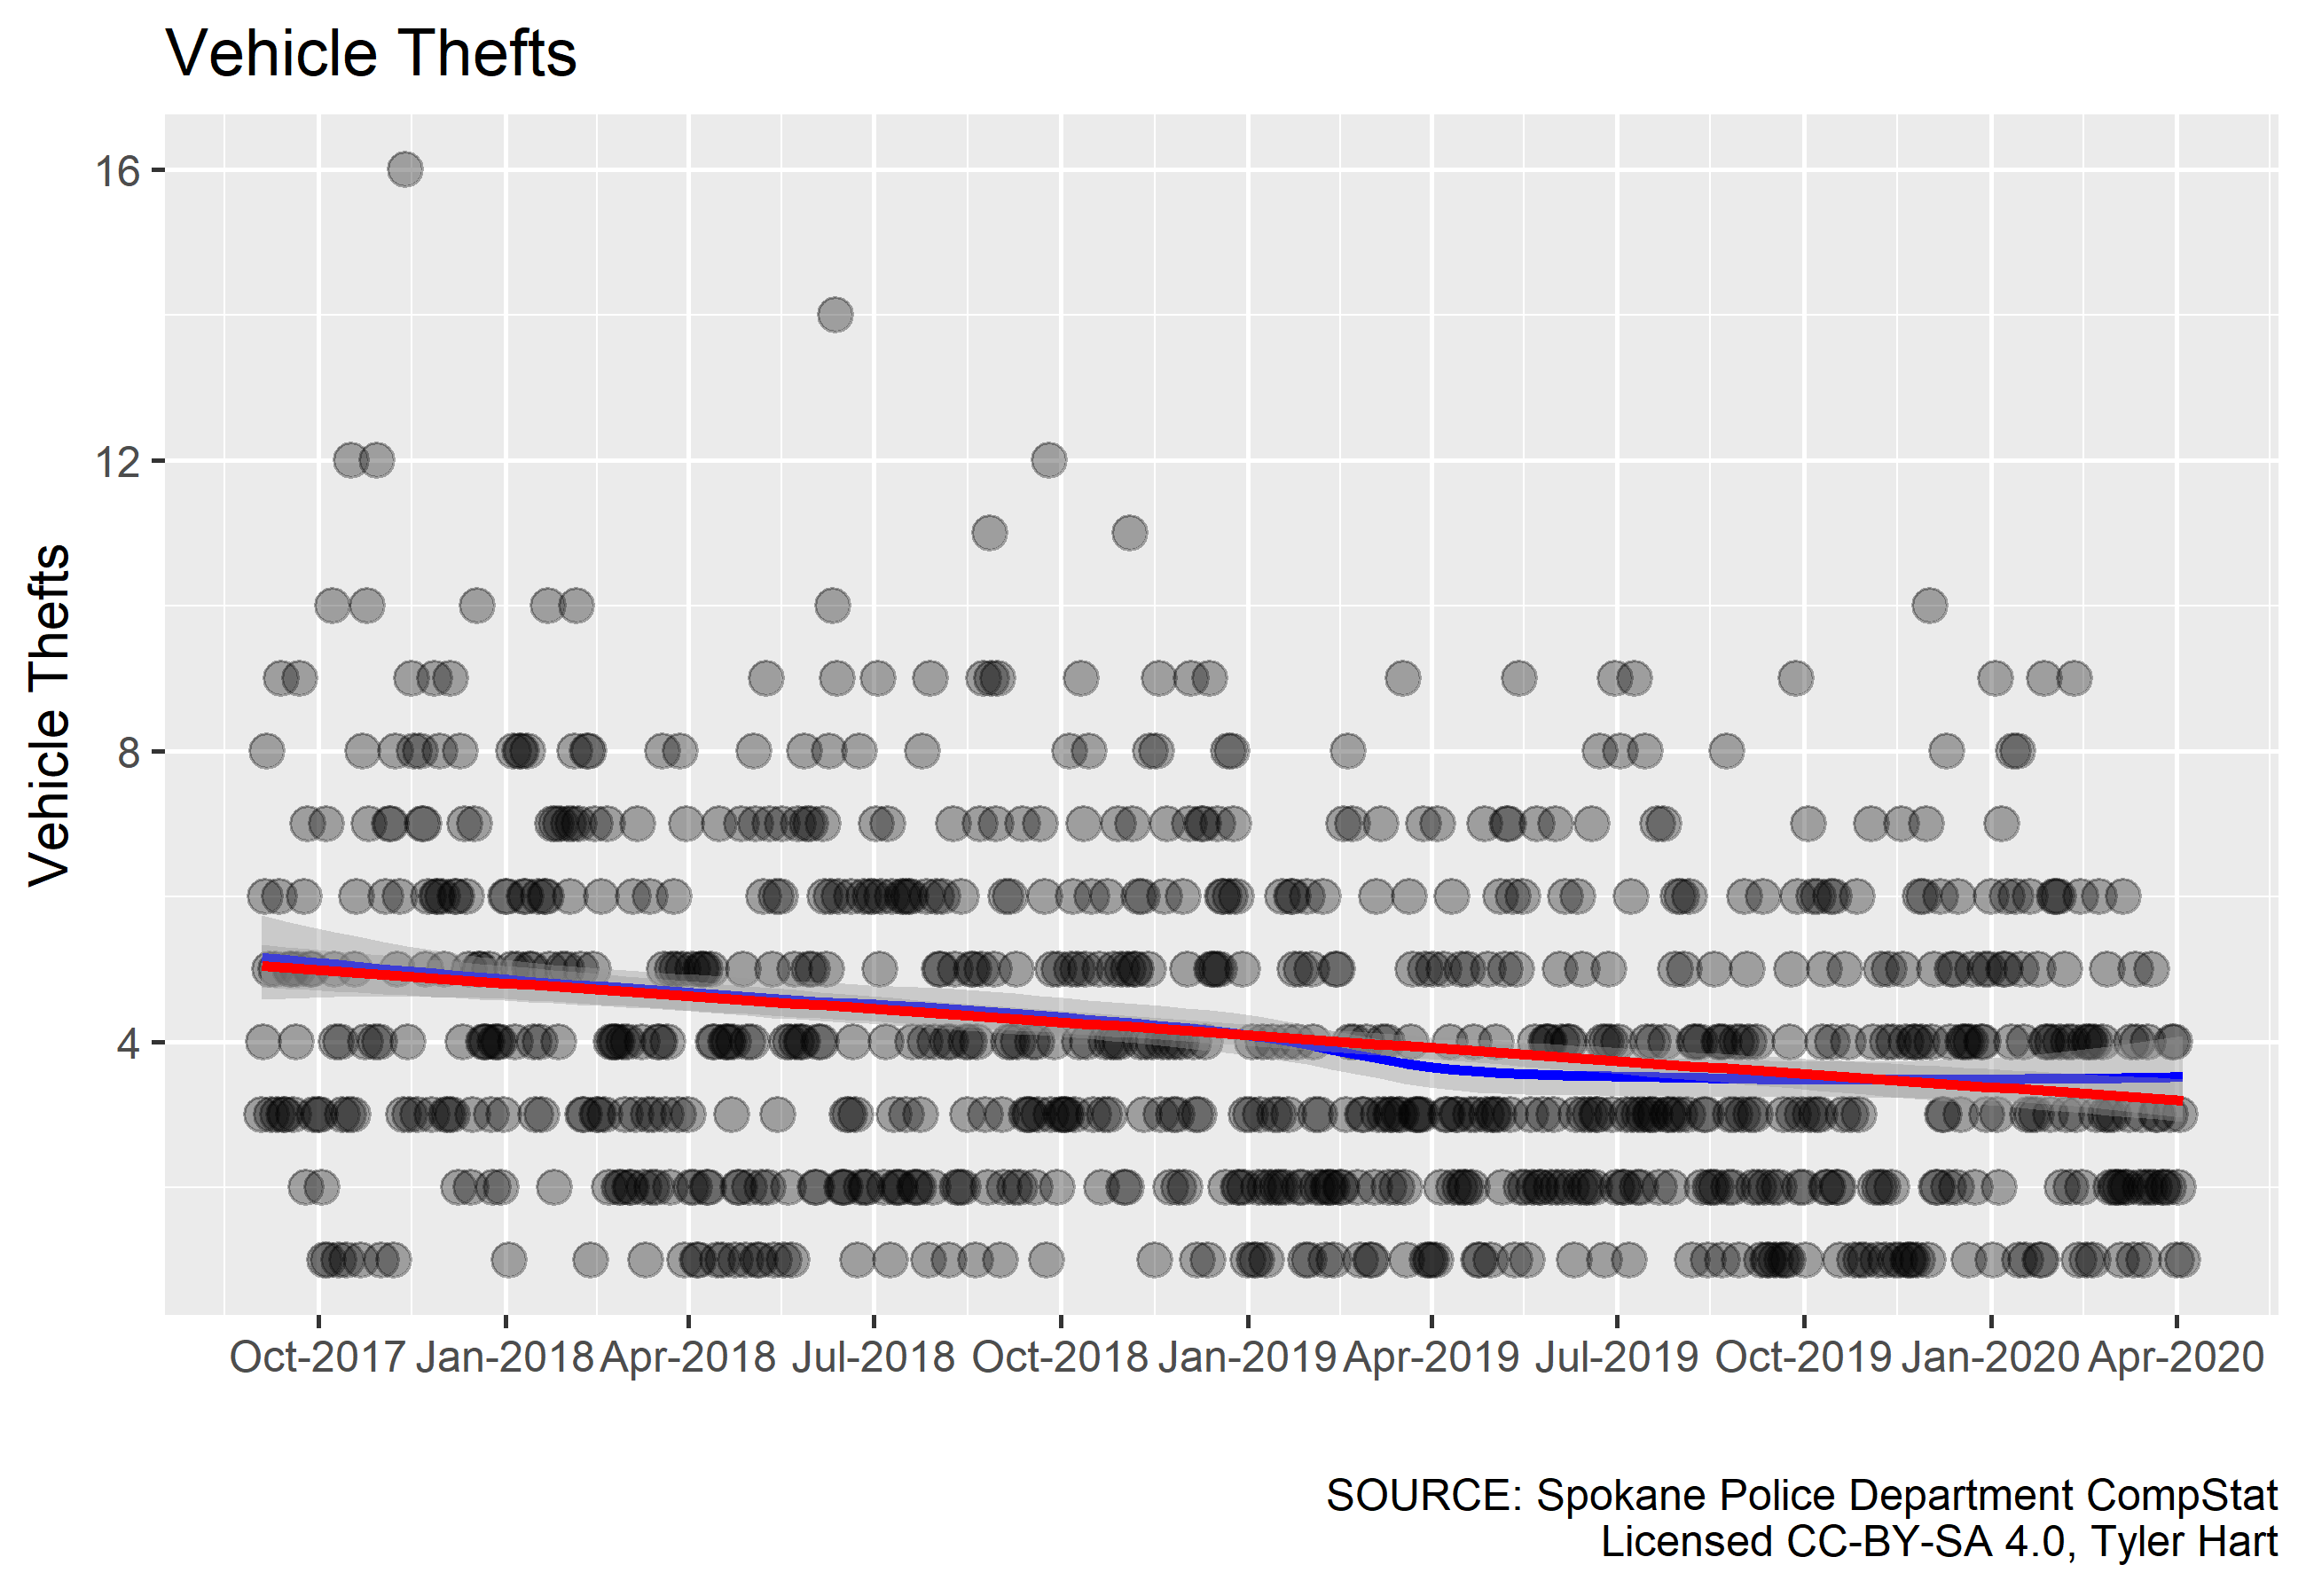 Vehicle Thefts
Vehicle Thefts
16
12
8
4
Oct-2017 Jan-2018 Apr-2018 Jul-2018 Oct-2018 Jan-2019 Apr-2019 Jul-2019 Oct-2019 Jan-2020 Apr-2020
SOURCE: Spokane Police Department CompStat
Licensed CC-BY-SA 4.0, Tyler Hart